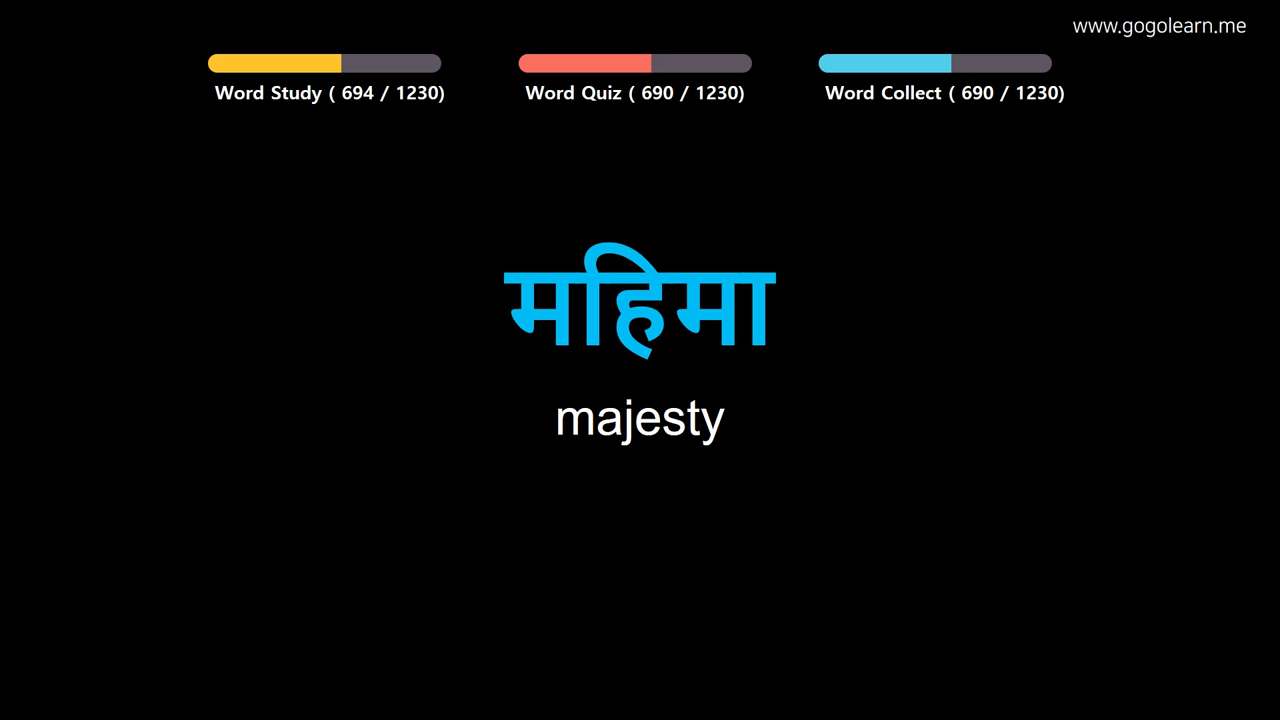 www.gogolearn.me
Word Study ( 694 / 1230)
Word Quiz ( 690 / 1230)
Word Collect ( 690 / 1230)
महिमा
majesty